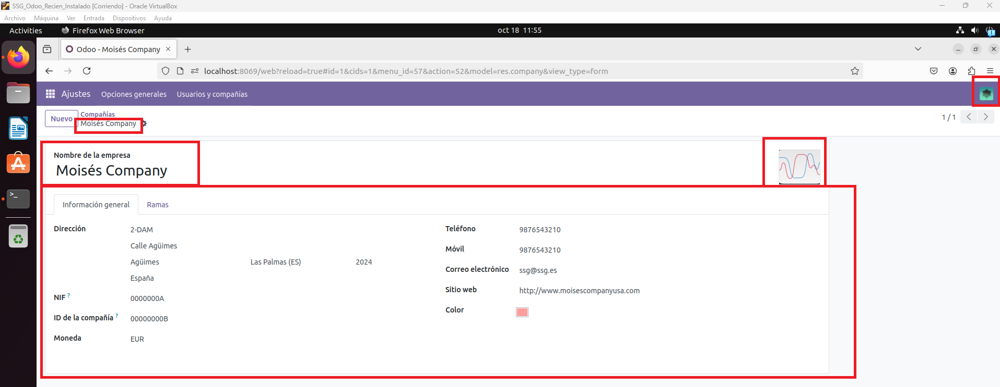 SSG_Odoo_Recien_Instalado [Corriendo] - Oracle VirtualBox
Archivo Máquina Ver Entrada Dispositivos Ayuda
Activities Firefox Web Browser oct 18 11:55
Odoo - Moisés Company
localhost:8069/web?reload=true#id=1&cids=1&menu_id=57&action=52&model=res.company&view_type=form
Ajustes Opciones generales Usuarios y compañías
Nuevo Compañías
Moisés Company
1 / 1
Nombre de la empresa
Moisés Company
Información general Ramas
Dirección 2-DAM
Calle Agüimes
Agüimes Las Palmas (ES) 2024
España
NIF ? 0000000A
ID de la compañía ? 00000000B
Moneda EUR
Teléfono 9876543210
Móvil 9876543210
Correo electrónico ssg@ssg.es
Sitio web http://www.moisescompanyusa.com
Color